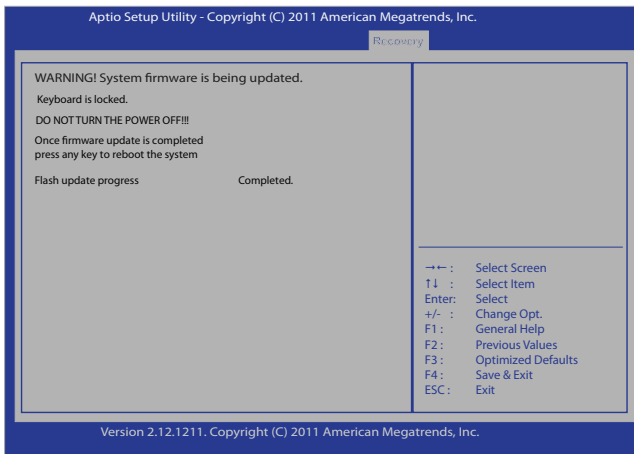 Aptio Setup Utility - Copyright (C) 2011 American Megatrends, Inc.
Recovery
WARNING! System firmware is being updated.
Keyboard is locked.
DO NOT TURN THE POWER OFF!!!
Once firmware update is completed
press any key to reboot the system
Flash update progress Completed.
→← : Select Screen
↑↓ : Select Item
Enter: Select
+/- : Change Opt.
F1 : General Help
F2 : Previous Values
F3 : Optimized Defaults
F4 : Save & Exit
ESC : Exit
Version 2.12.1211. Copyright (C) 2011 American Megatrends, Inc.